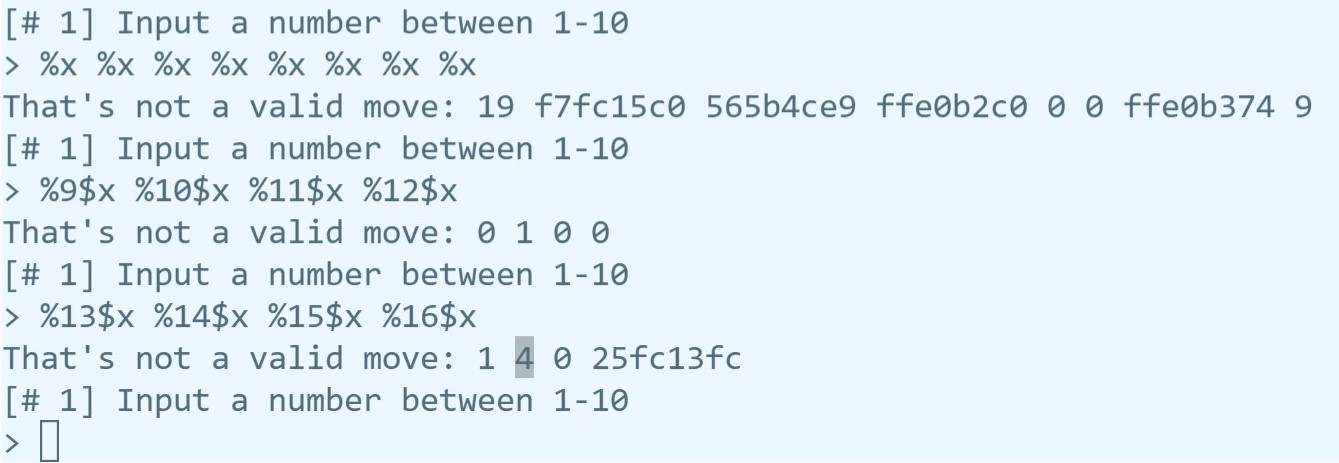 [# 1] Input a number between 1-10
> %x %x %x %x %x %x %x %x
That's not a valid move: 19 f7fc15c0 565b4ce9 ffe0b2c0 0 0 ffe0b374 9
[# 1] Input a number between 1-10
> %9$x %10$x %11$x %12$x
That's not a valid move: 0 1 0 0
[# 1] Input a number between 1-10
> %13$x %14$x %15$x %16$x
That's not a valid move: 1 4 0 25fc13fc
[# 1] Input a number between 1-10
>